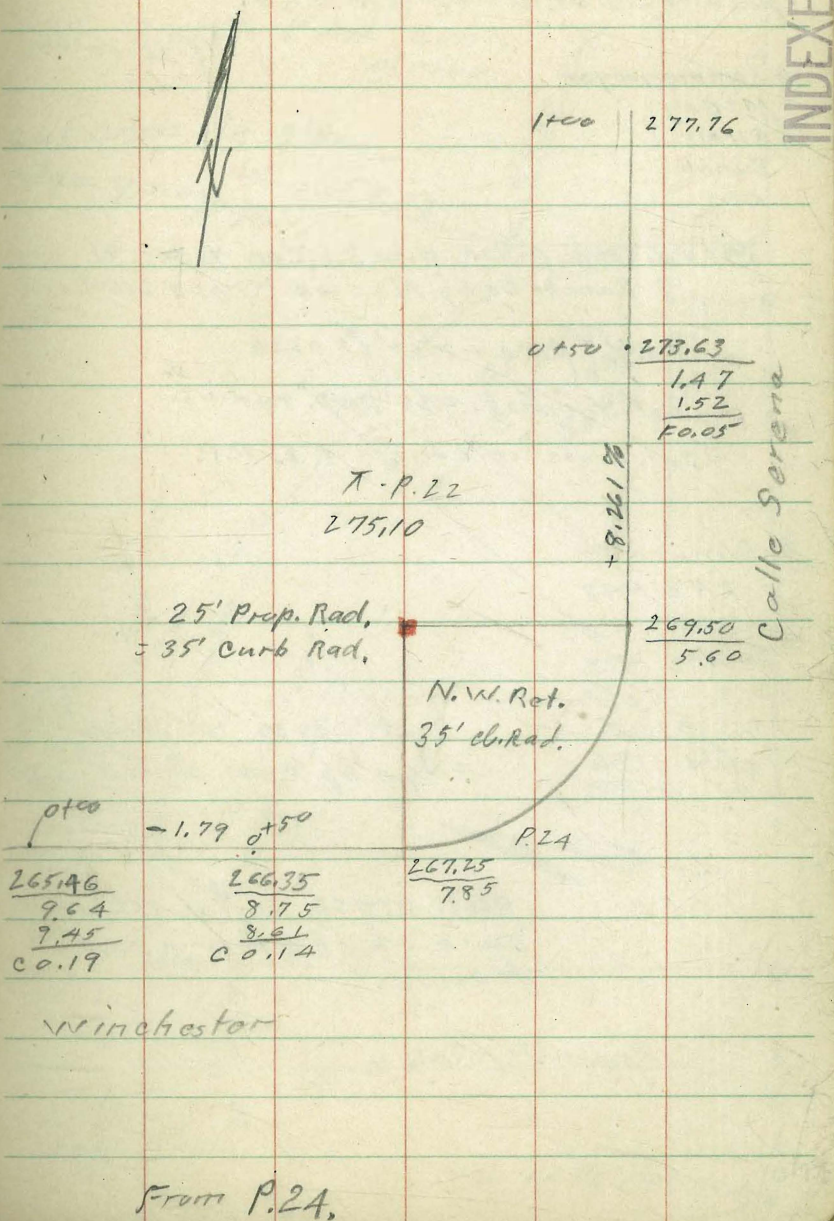 INDEXE
N
1+00 277.76
0+50 273.63
1.47
1.52
F0.05
+8.261%
Calle Serena
⊼ - P.22
275.10
25' Prop. Rad.
= 35' Curb Rad.
269.50
5.60
N.W. Ret.
35' cb. Rad.
0+00
-1.79 0+50
P.24
265.46
9.64
9.45
C 0.19
266.35
8.75
8.61
C 0.14
267.25
7.85
Winchester
From P.24.